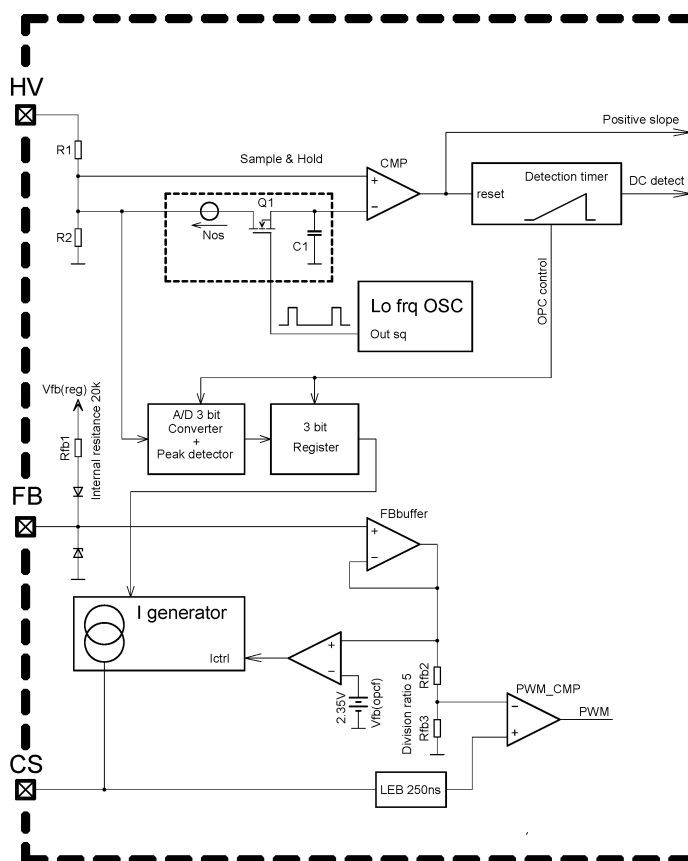 HV
Positive slope
R1
Sample & Hold
CMP
+
−
reset
Detection timer
DC detect
Q1
R2
Nos
C1
OPC control
Lo frq OSC
Out sq
Vfb(reg)
Rfb1
Internal resitance 20k
A/D 3 bit
Converter
+
Peak detector
3 bit
Register
FB
FBbuffer
+
−
I generator
Ictrl
+
−
2.35V
Vfb(opcf)
Division ratio 5
Rfb2
Rfb3
PWM_CMP
−
+
PWM
CS
LEB 250ns